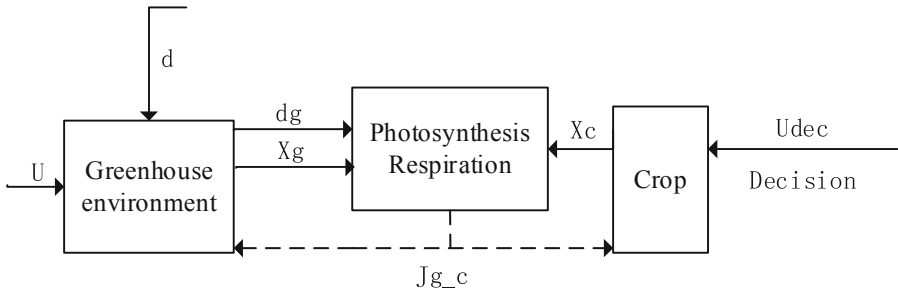 d
dg
Xg
U
Greenhouse
environment
Photosynthesis
Respiration
Xc
Crop
Udec
Decision
Jg_c